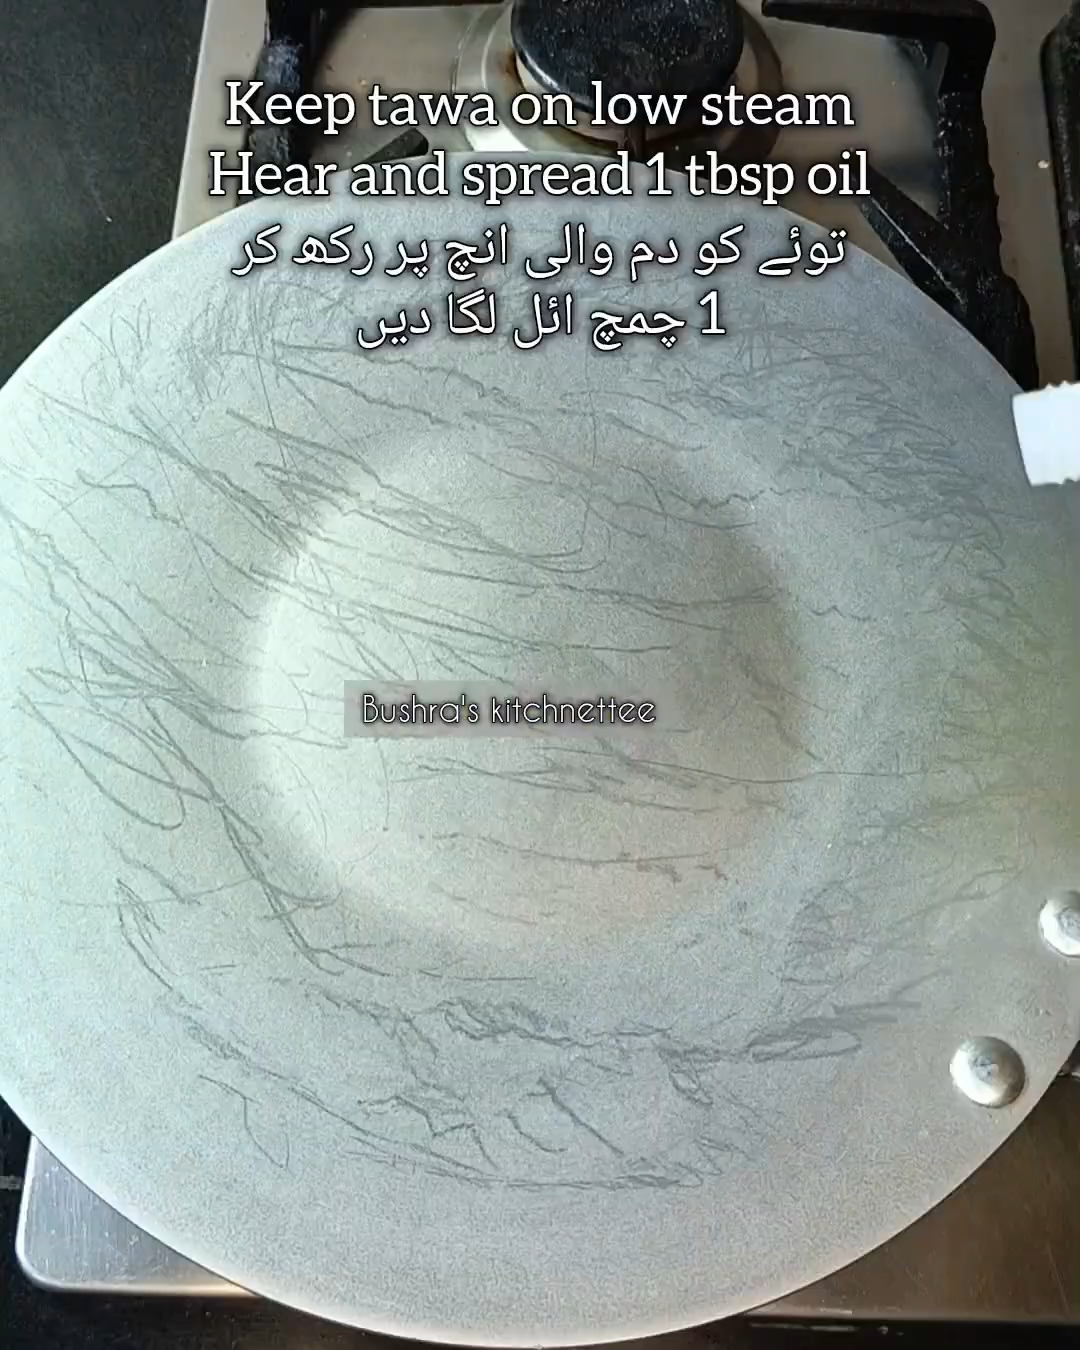 Keep tawa on low steam
Hear and spread 1 tbsp oil
توئے کو دم والی انچ پر رکھ کر
1 چمچ ائل لگا دیں
Bushra's kitchnettee